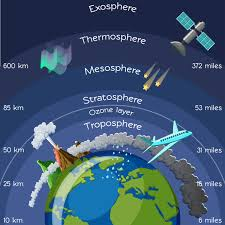 Exosphere
Thermosphere
600 km 372 miles
Mesosphere
85 km 53 miles
Stratosphere
Ozone layer
Troposphere
50 km 31 miles
25 km 16 miles
10 km 6 miles